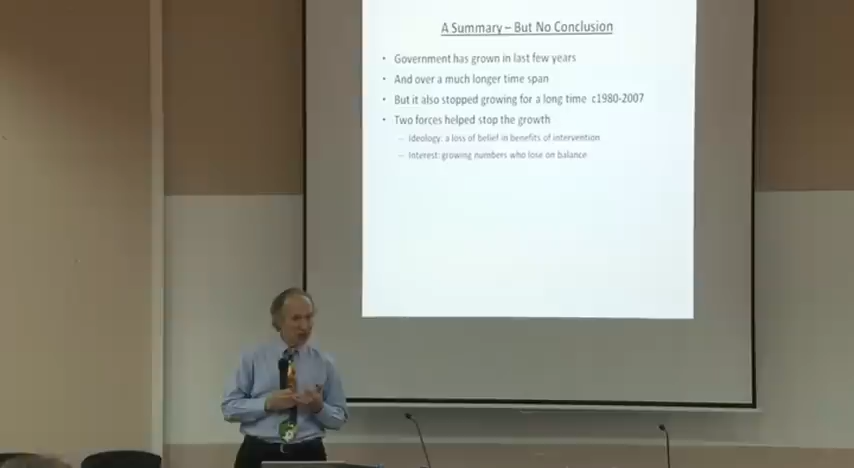 A Summary – But No Conclusion
• Government has grown in last few years
• And over a much longer time span
• But it also stopped growing for a long time c1980-2007
• Two forces helped stop the growth
– Ideology: a loss of belief in benefits of intervention
– Interest: growing numbers who lose on balance